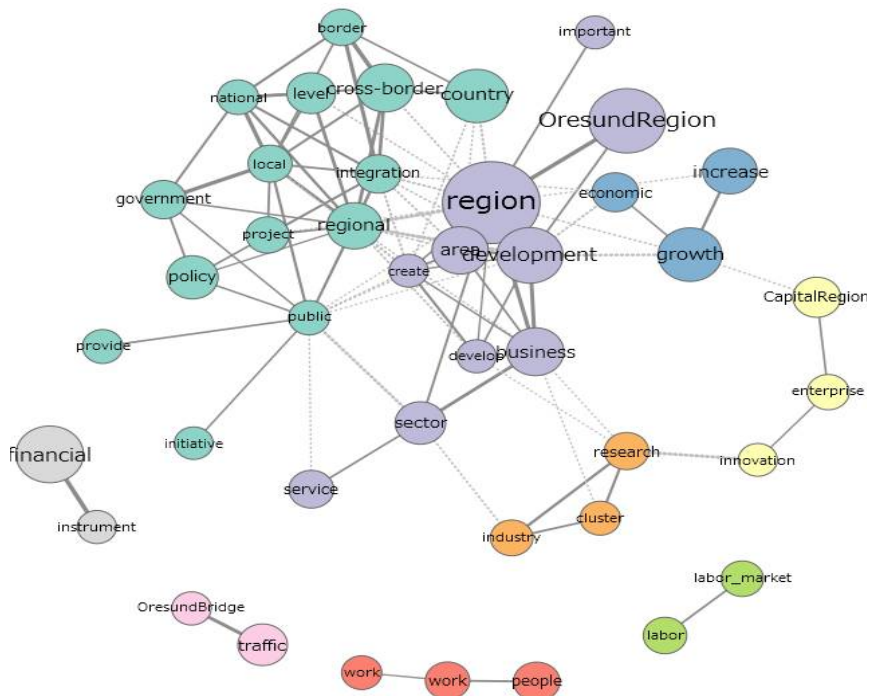 border
important
national
level
cross-border
country
OresundRegion
local
integration
economic
increase
government
region
project
regional
area
development
growth
policy
create
CapitalRegion
public
provide
develop
business
enterprise
sector
initiative
financial
research
innovation
service
instrument
cluster
industry
labor_market
OresundBridge
labor
traffic
work
work
people